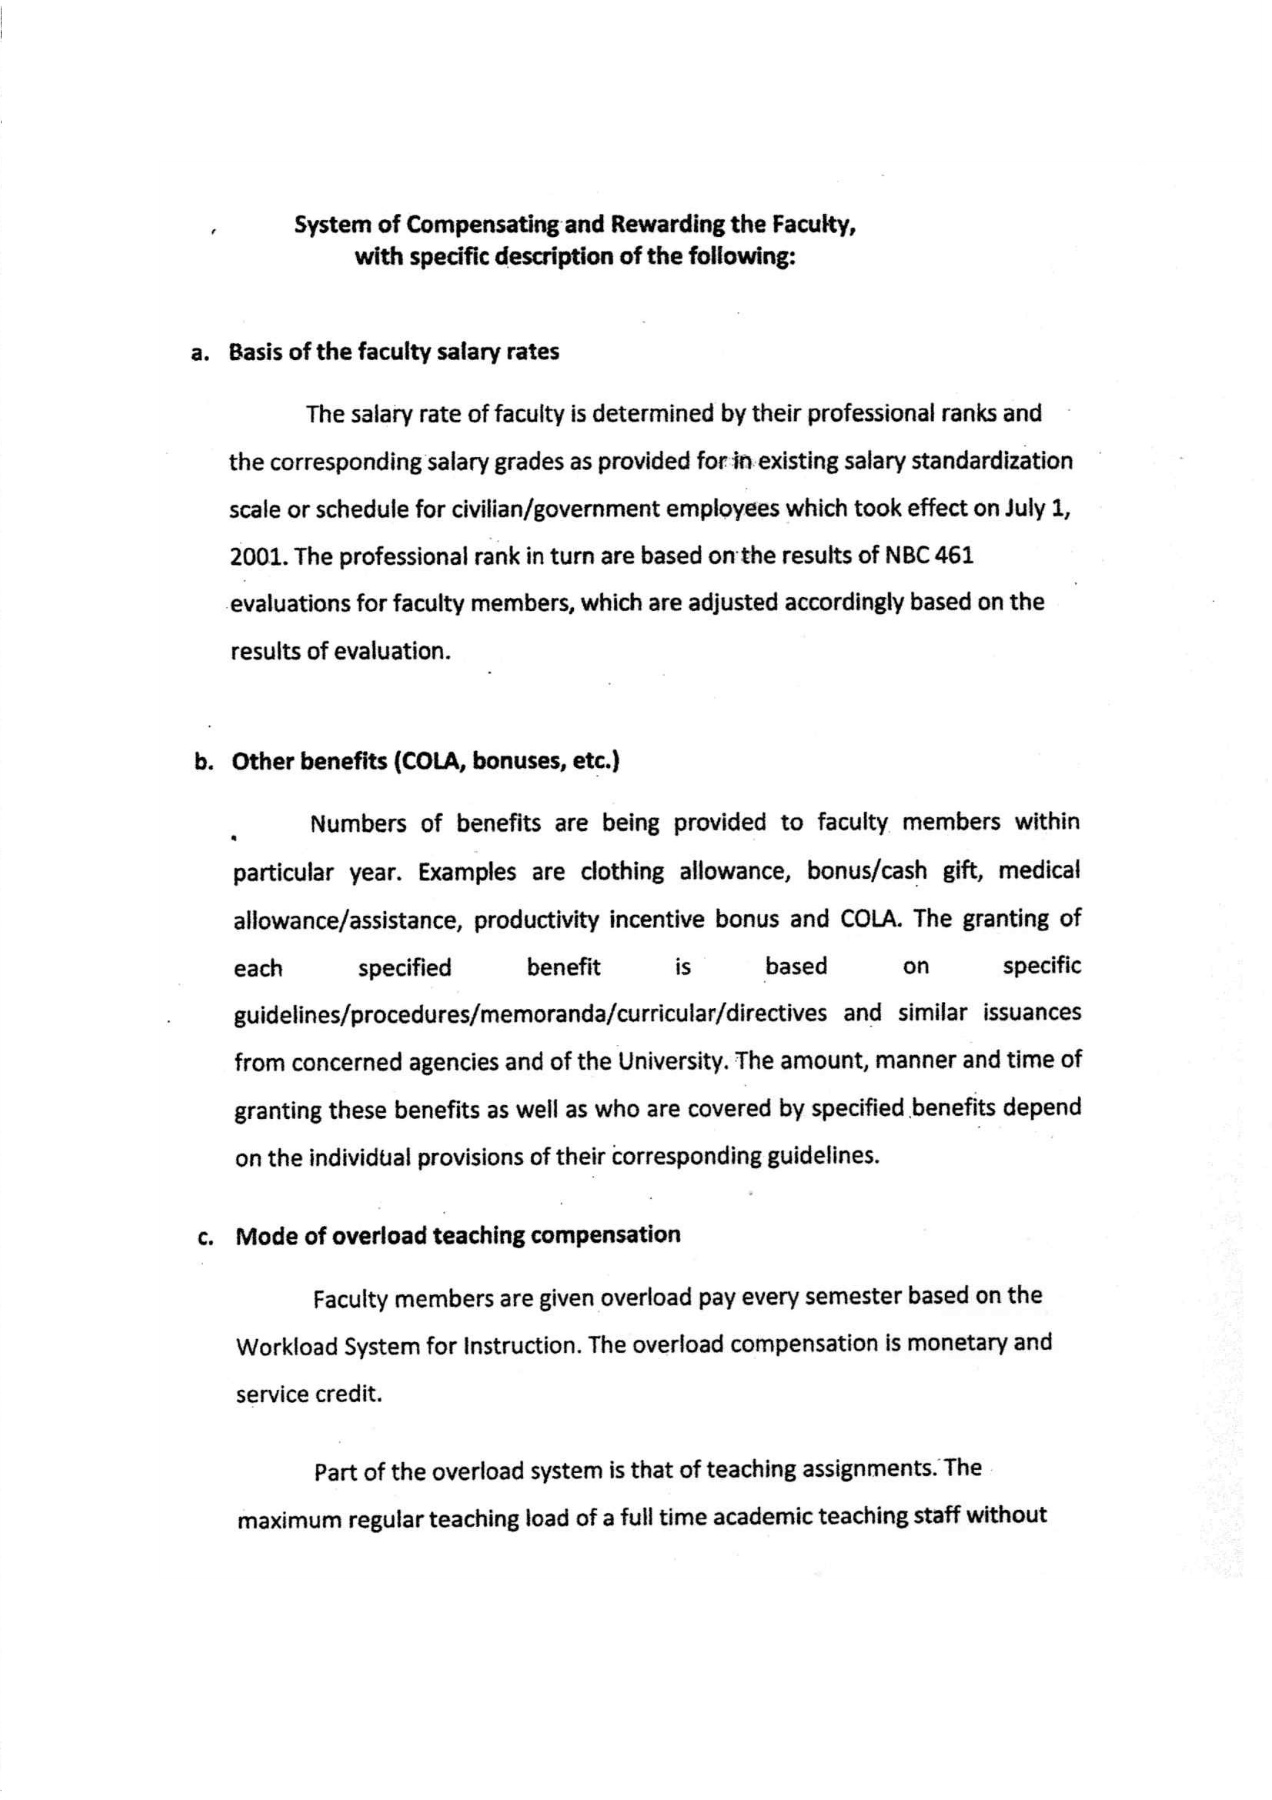 System of Compensating and Rewarding the Faculty,
with specific description of the following:
a. Basis of the faculty salary rates
The salary rate of faculty is determined by their professional ranks and
the corresponding salary grades as provided for in existing salary standardization
scale or schedule for civilian/government employees which took effect on July 1,
2001. The professional rank in turn are based on the results of NBC 461
evaluations for faculty members, which are adjusted accordingly based on the
results of evaluation.
b. Other benefits (COLA, bonuses, etc.)
Numbers of benefits are being provided to faculty members within
particular year. Examples are clothing allowance, bonus/cash gift, medical
allowance/assistance, productivity incentive bonus and COLA. The granting of
each specified benefit is based on specific
guidelines/procedures/memoranda/curricular/directives and similar issuances
from concerned agencies and of the University. The amount, manner and time of
granting these benefits as well as who are covered by specified benefits depend
on the individual provisions of their corresponding guidelines.
c. Mode of overload teaching compensation
Faculty members are given overload pay every semester based on the
Workload System for Instruction. The overload compensation is monetary and
service credit.
Part of the overload system is that of teaching assignments. The
maximum regular teaching load of a full time academic teaching staff without